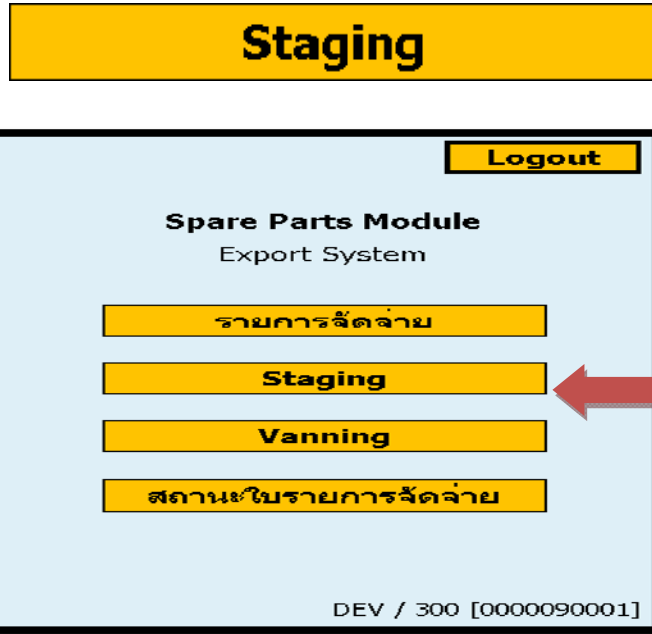 Staging
Logout
Spare Parts Module
Export System
รายการจัดจ่าย
Staging
Vanning
สถานะใบรายการจัดจ่าย
DEV / 300 [0000090001]